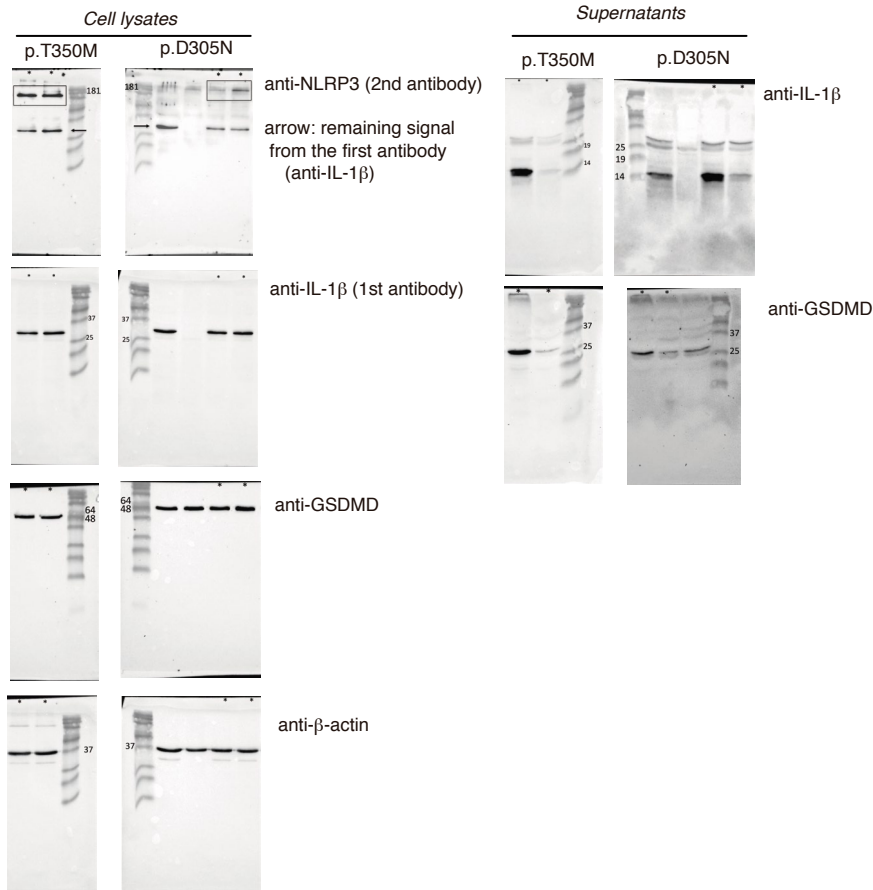 Cell lysates
Supernatants
p.T350M
p.D305N
p.T350M
p.D305N
181
181
anti-NLRP3 (2nd antibody)
arrow: remaining signal
from the first antibody
(anti-IL-1β)
19
14
25
19
14
anti-IL-1β
37
25
37
25
anti-IL-1β (1st antibody)
37
25
37
25
anti-GSDMD
64
48
64
48
anti-GSDMD
37
37
anti-β-actin